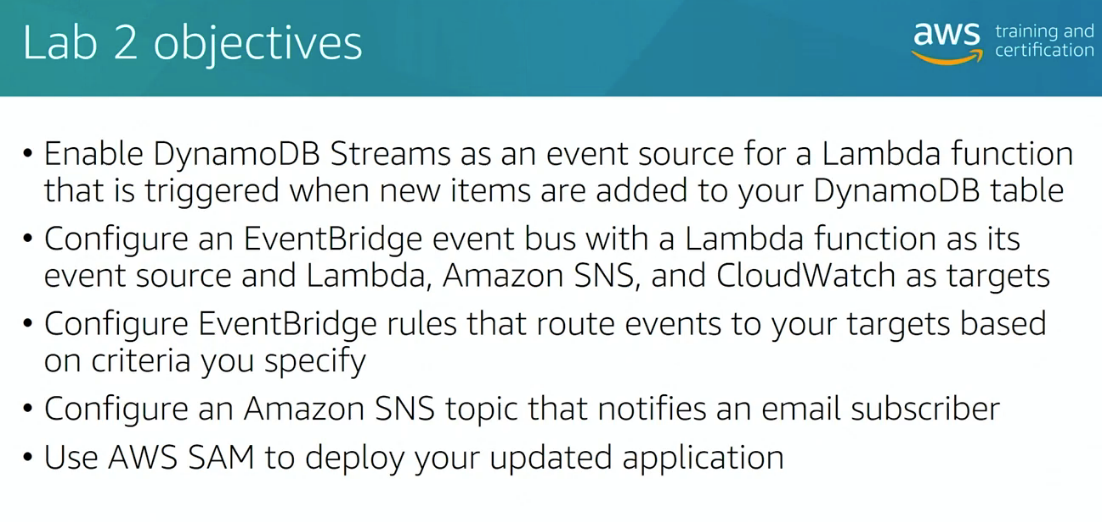 Lab 2 objectives
aws training and
certification
• Enable DynamoDB Streams as an event source for a Lambda function
that is triggered when new items are added to your DynamoDB table
• Configure an EventBridge event bus with a Lambda function as its
event source and Lambda, Amazon SNS, and CloudWatch as targets
• Configure EventBridge rules that route events to your targets based
on criteria you specify
• Configure an Amazon SNS topic that notifies an email subscriber
• Use AWS SAM to deploy your updated application